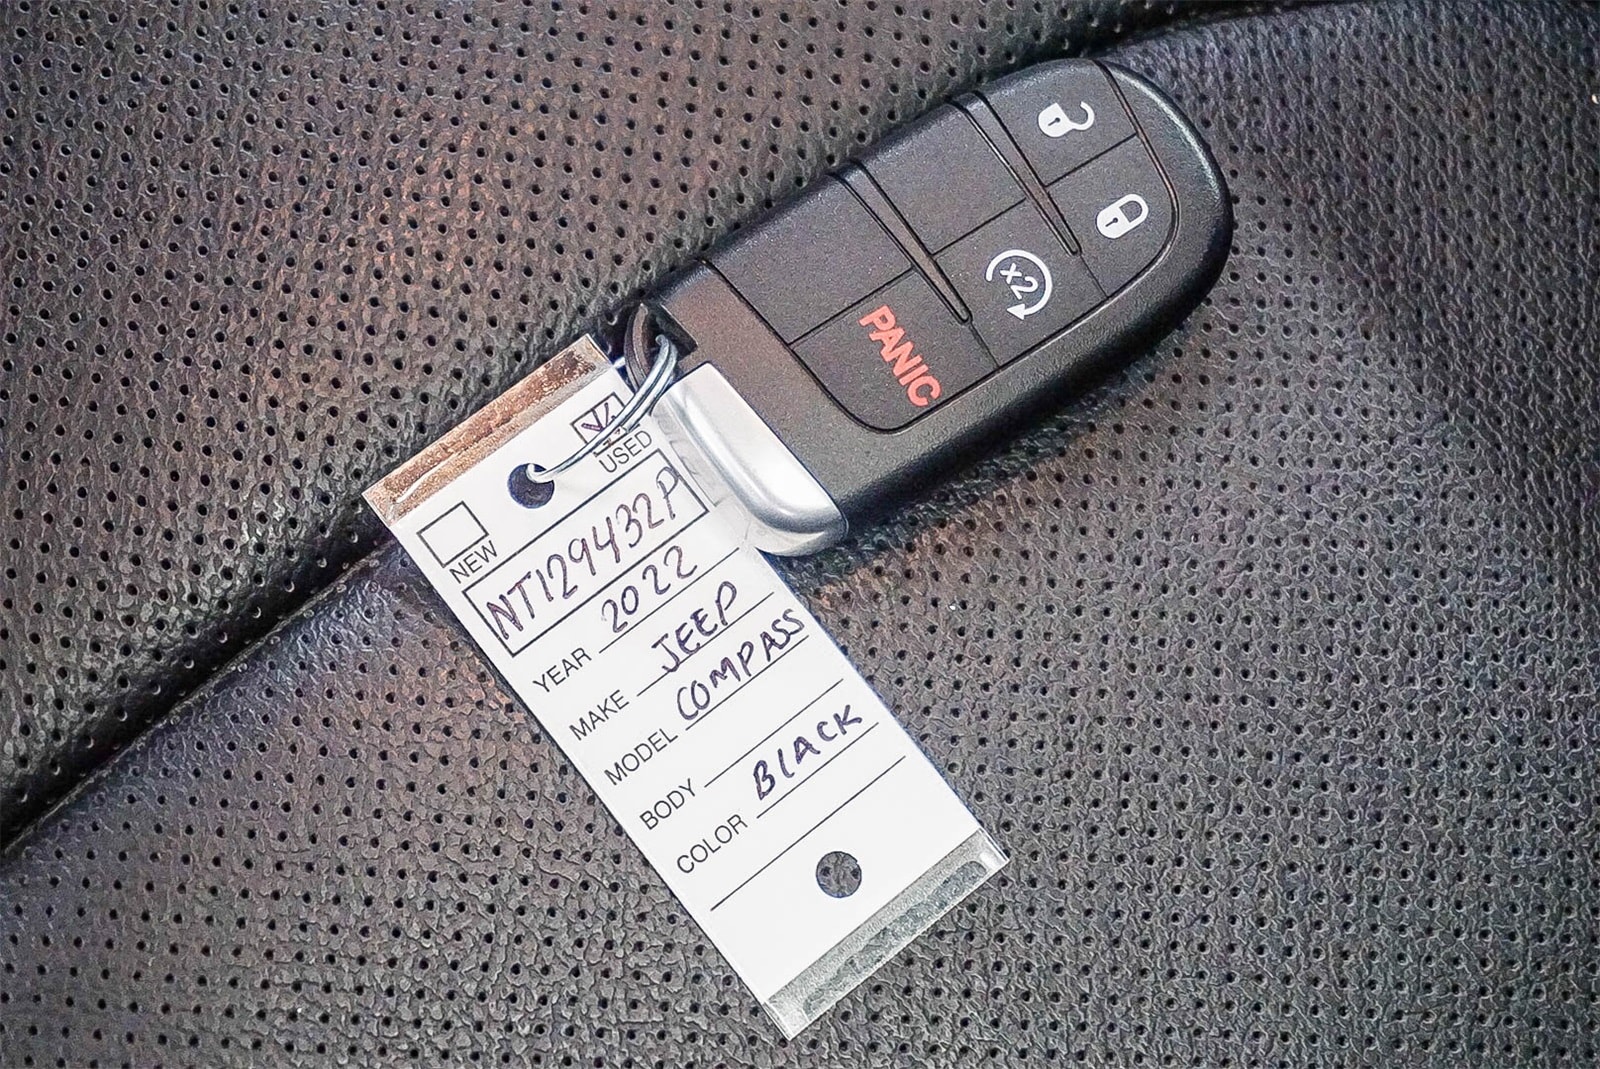 x2
PANIC
USED
NEW
NT129432P
YEAR 2022
MAKE JEEP
MODEL COMPASS
BODY
COLOR BLACK